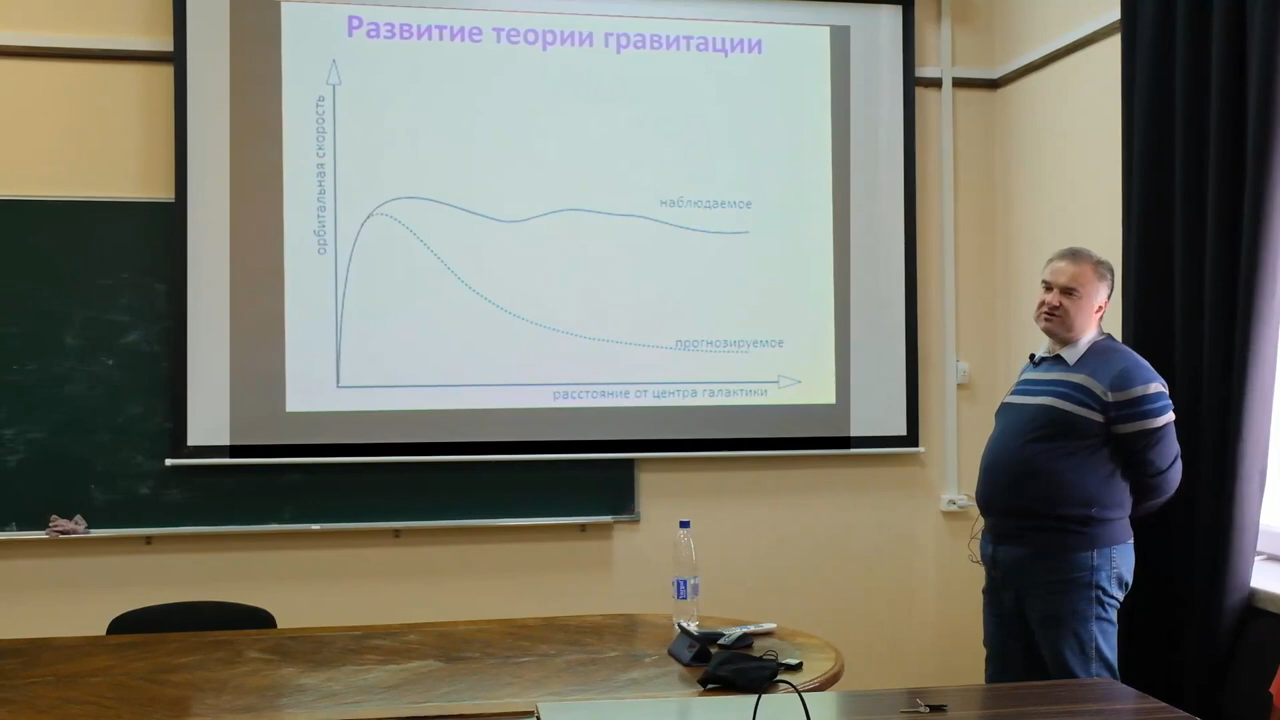 Развитие теории гравитации
орбитальная скорость
наблюдаемое
прогнозируемое
расстояние от центра галактики